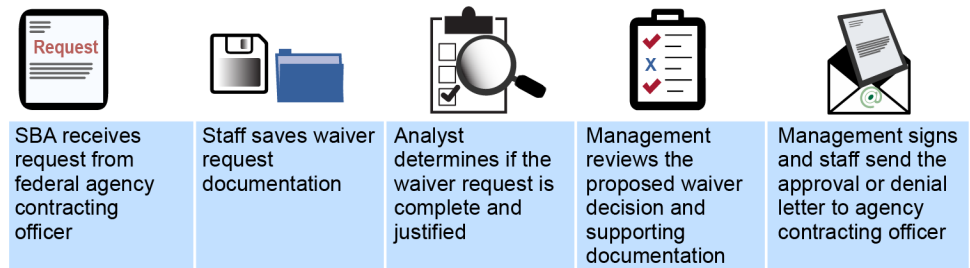 Request
SBA receives
request from
federal agency
contracting
officer
Staff saves waiver
request
documentation
Analyst
determines if the
waiver request is
complete and
justified
X
Management
reviews the
proposed waiver
decision and
supporting
documentation
@
Management signs
and staff send the
approval or denial
letter to agency
contracting officer